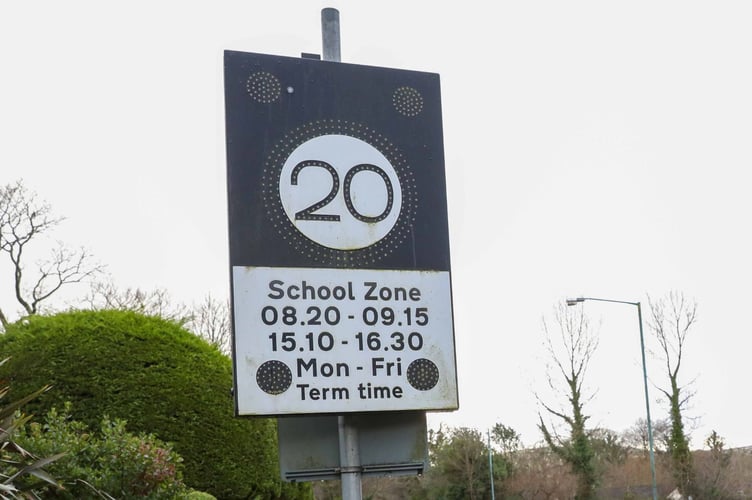 20
School Zone
08.20 - 09.15
15.10 - 16.30
Mon - Fri
Term time